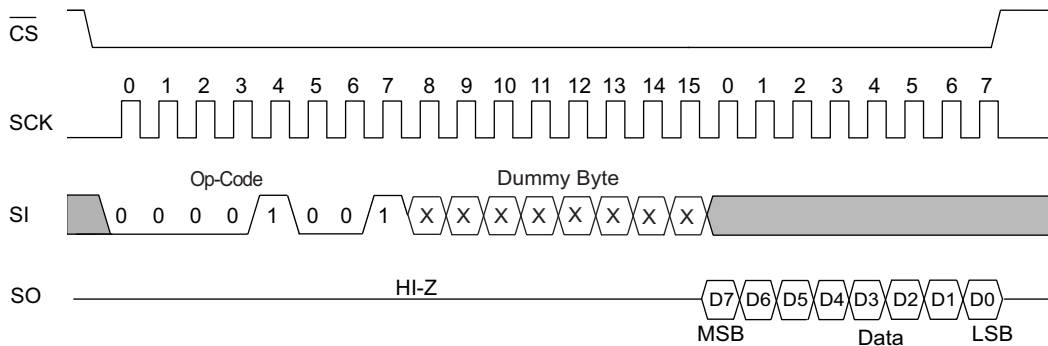 CS
0 1 2 3 4 5 6 7 8 9 10 11 12 13 14 15 0 1 2 3 4 5 6 7
SCK
Op-Code Dummy Byte
SI 0 0 0 0 1 0 0 1 X X X X X X X X
HI-Z
SO D7 D6 D5 D4 D3 D2 D1 D0
MSB Data LSB